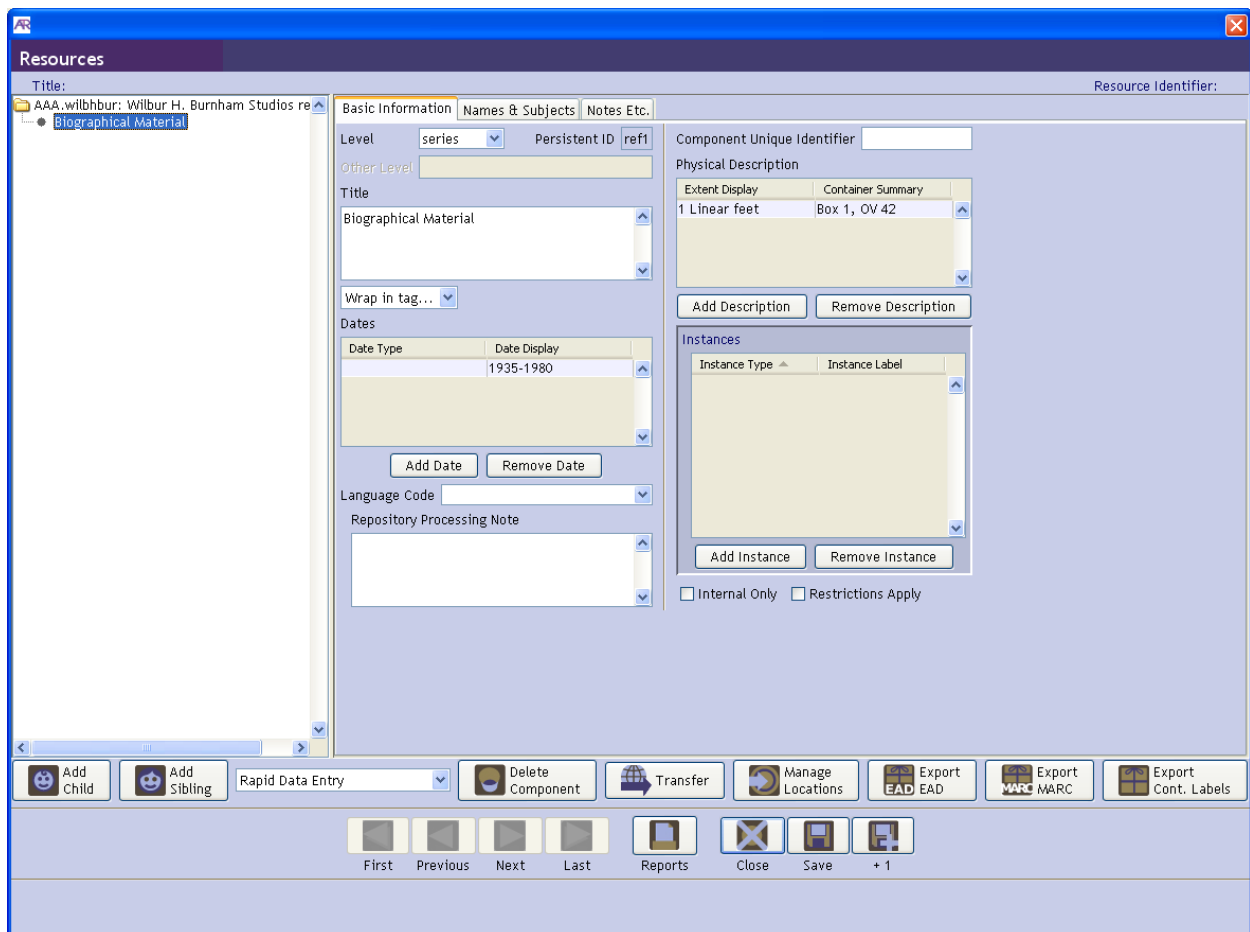 AR
Resources
Title:
Resource Identifier:
AAA.wilbhbur: Wilbur H. Burnham Studios re
Biographical Material
Basic Information
Names & Subjects
Notes Etc.
Level
series
Persistent ID
ref1
Other Level
Title
Biographical Material
Wrap in tag...
Dates
Date Type
Date Display
1935-1980
Add Date
Remove Date
Language Code
Repository Processing Note
Component Unique Identifier
Physical Description
Extent Display
Container Summary
1 Linear feet
Box 1, OV 42
Add Description
Remove Description
Instances
Instance Type
Instance Label
Add Instance
Remove Instance
Internal Only
Restrictions Apply
Add
Child
Add
Sibling
Rapid Data Entry
Delete
Component
Transfer
Manage
Locations
EAD
Export
EAD
MARC
Export
MARC
Export
Cont. Labels
First
Previous
Next
Last
Reports
Close
Save
+ 1